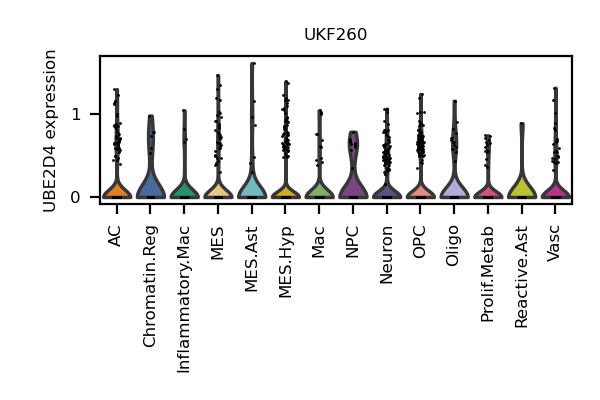 UKF260
UBE2D4 expression
1
0
AC
Chromatin.Reg
Inflammatory.Mac
MES
MES.Ast
MES.Hyp
Mac
NPC
Neuron
OPC
Oligo
Prolif.Metab
Reactive.Ast
Vasc